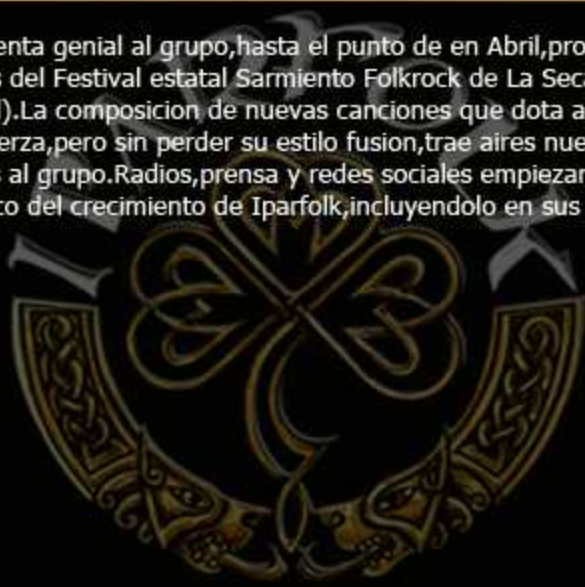 enta genial al grupo,hasta el punto de en Abril,pro
s del Festival estatal Sarmiento Folkrock de La Seca
l).La composicion de nuevas canciones que dota a
erza,pero sin perder su estilo fusion,trae aires nue
s al grupo.Radios,prensa y redes sociales empiezan
to del crecimiento de Iparfolk,incluyendolo en sus
IPARFOLK